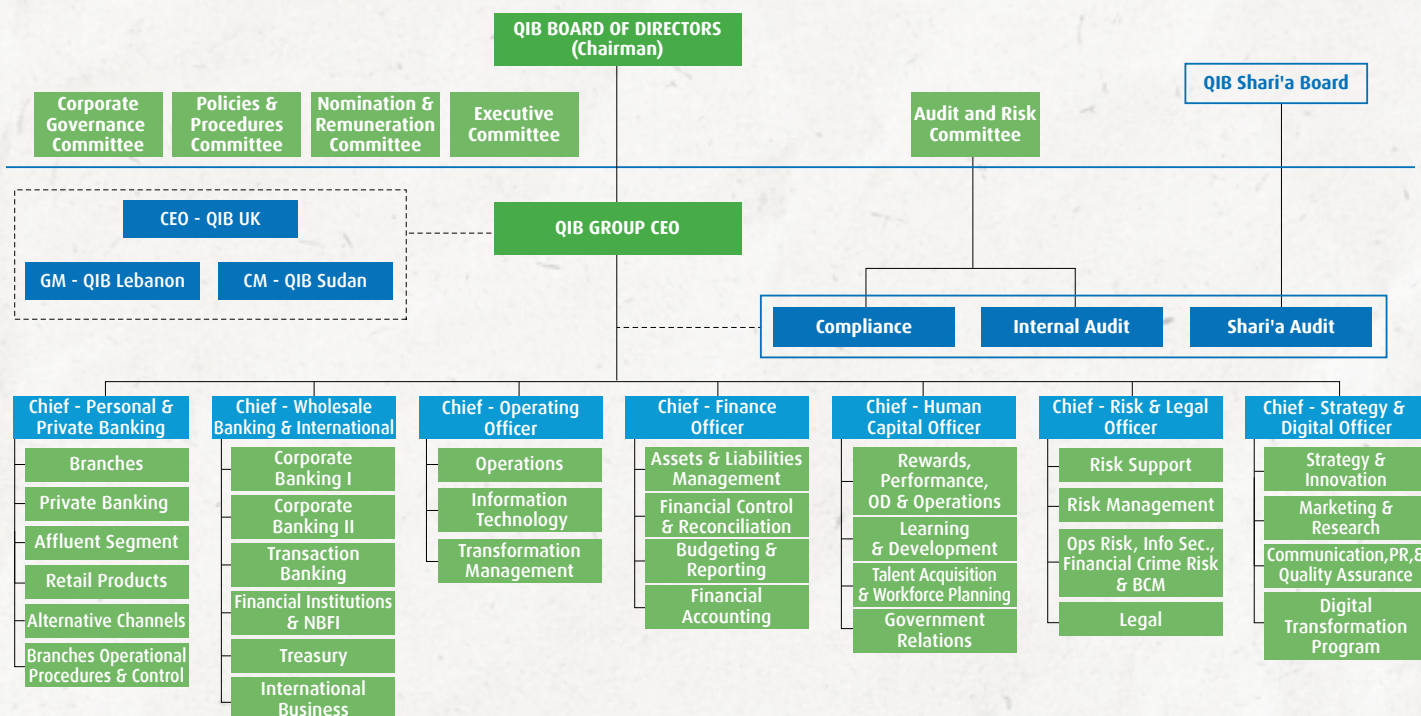 QIB BOARD OF DIRECTORS
(Chairman)
QIB Shari'a Board
Corporate
Governance
Committee
Policies &
Procedures
Committee
Nomination &
Remuneration
Committee
Executive
Committee
Audit and Risk
Committee
CEO - QIB UK
GM - QIB Lebanon
CM - QIB Sudan
QIB GROUP CEO
Compliance
Internal Audit
Shari'a Audit
Chief - Personal &
Private Banking
Branches
Private Banking
Affluent Segment
Retail Products
Alternative Channels
Branches Operational
Procedures & Control
Chief - Wholesale
Banking & International
Corporate
Banking I
Corporate
Banking II
Transaction
Banking
Financial Institutions
& NBFI
Treasury
International
Business
Chief - Operating
Officer
Operations
Information
Technology
Transformation
Management
Chief - Finance
Officer
Assets & Liabilities
Management
Financial Control
& Reconciliation
Budgeting &
Reporting
Financial
Accounting
Chief - Human
Capital Officer
Rewards,
Performance,
OD & Operations
Learning
& Development
Talent Acquisition
& Workforce Planning
Government
Relations
Chief - Risk & Legal
Officer
Risk Support
Risk Management
Ops Risk, Info Sec.,
Financial Crime Risk
& BCM
Legal
Chief - Strategy &
Digital Officer
Strategy &
Innovation
Marketing &
Research
Communication,PR,&
Quality Assurance
Digital
Transformation
Program